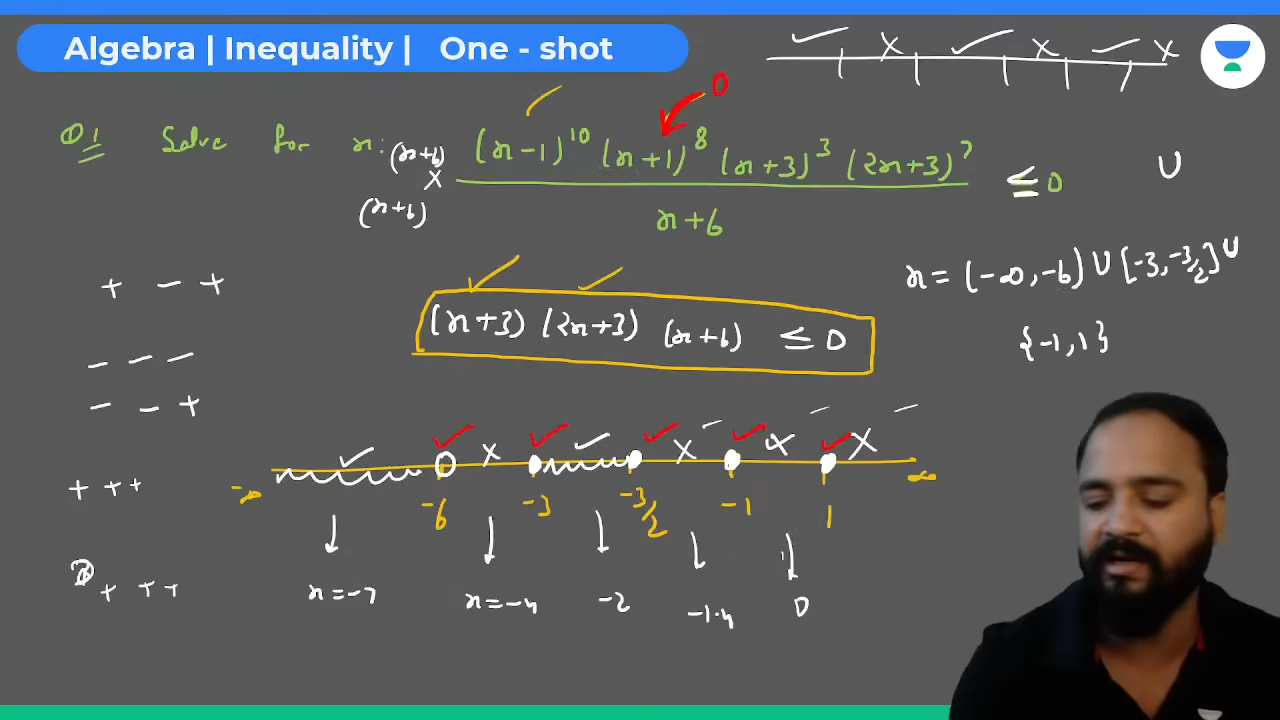 Algebra | Inequality | One - shot
Q1 Solve for x: (x-1)^10 (x+1)^8 (x+3)^3 (2x+3)^7 ≤ 0
x+6
(x+6)
×
(x+6)
0
∪
x = (-∞, -6) ∪ [-3, -3/2] ∪
{-1, 1}
(x+3) (2x+3) (x+6) ≤ 0
+ - +
- - -
- - +
+ + +
+ + +
-∞ -6 -3 -3/2 -1 1 ∞
x=-7 x=-4 -2 -1.4 0